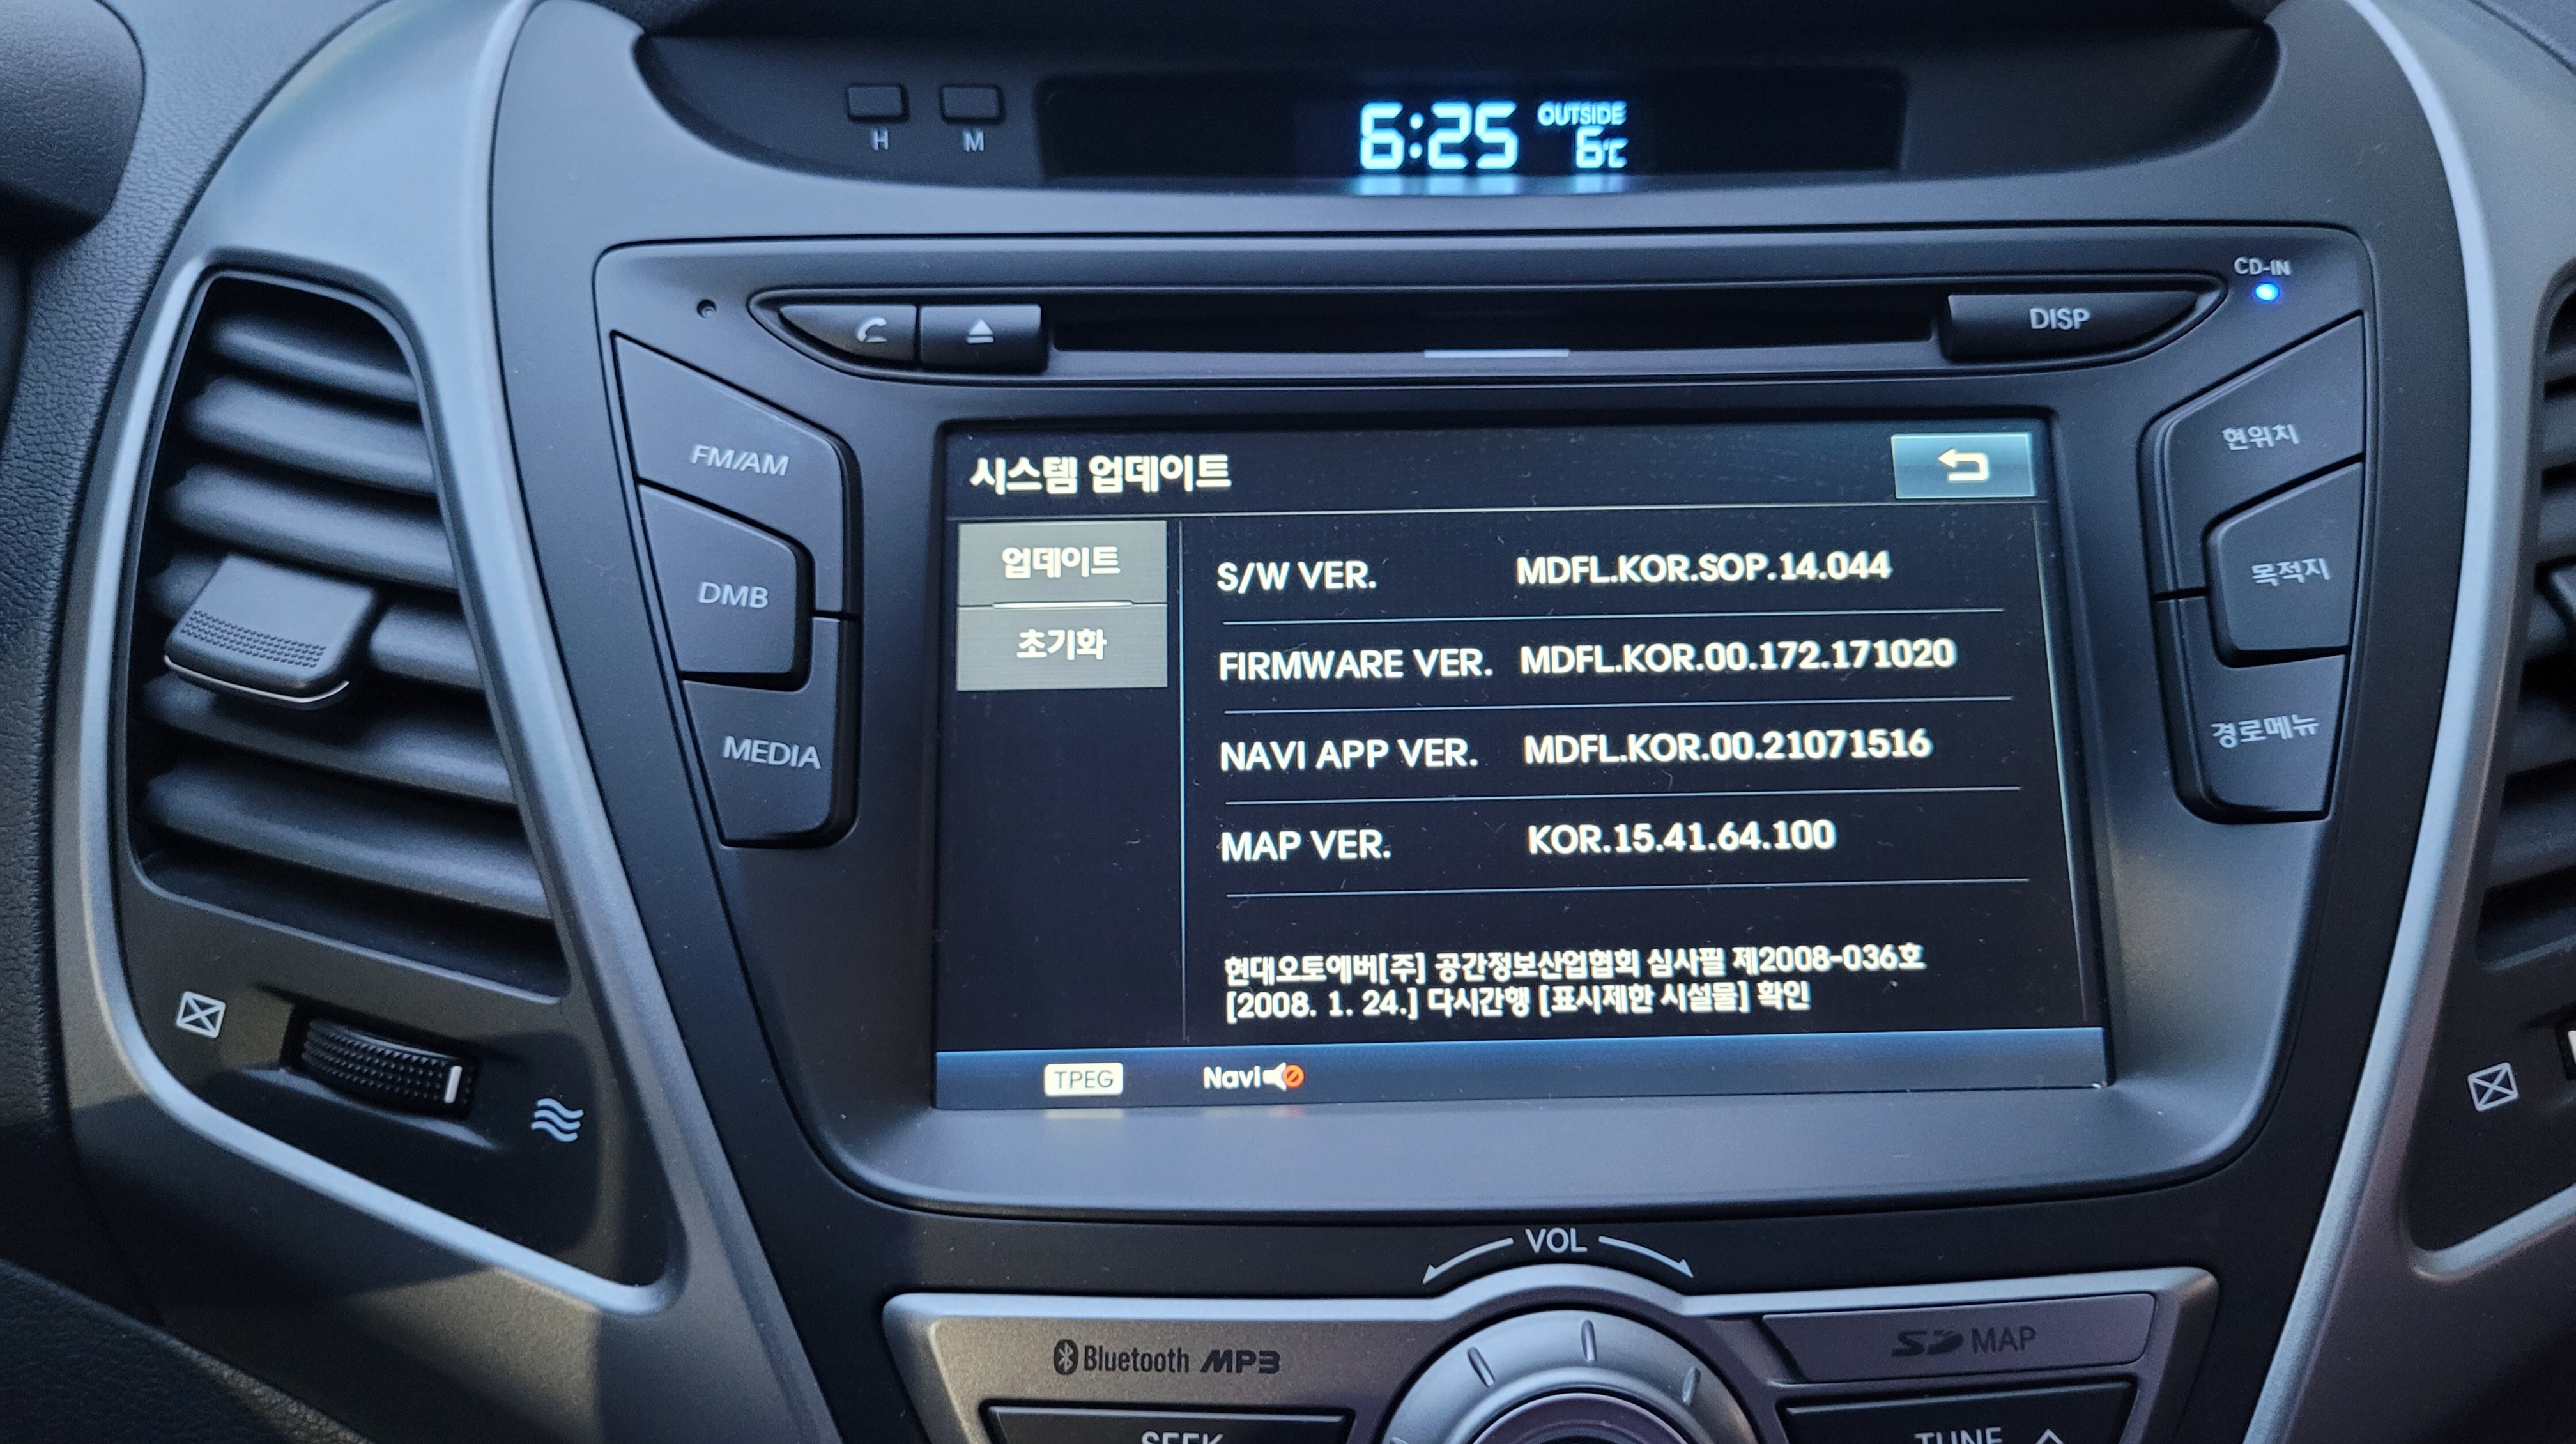 6:25 OUTSIDE 6℃
H M
CD-IN
DISP
FM/AM
DMB
MEDIA
현위치
목적지
경로메뉴
시스템 업데이트
업데이트
초기화
S/W VER. MDFL.KOR.SOP.14.044
FIRMWARE VER. MDFL.KOR.00.172.171020
NAVI APP VER. MDFL.KOR.00.21071516
MAP VER. KOR.15.41.64.100
현대오토에버[주] 공간정보산업협회 심사필 제2008-036호
[2008. 1. 24.] 다시간행 [표시제한 시설물] 확인
TPEG Navi
VOL
Bluetooth MP3
SD MAP
SEEK
TUNE